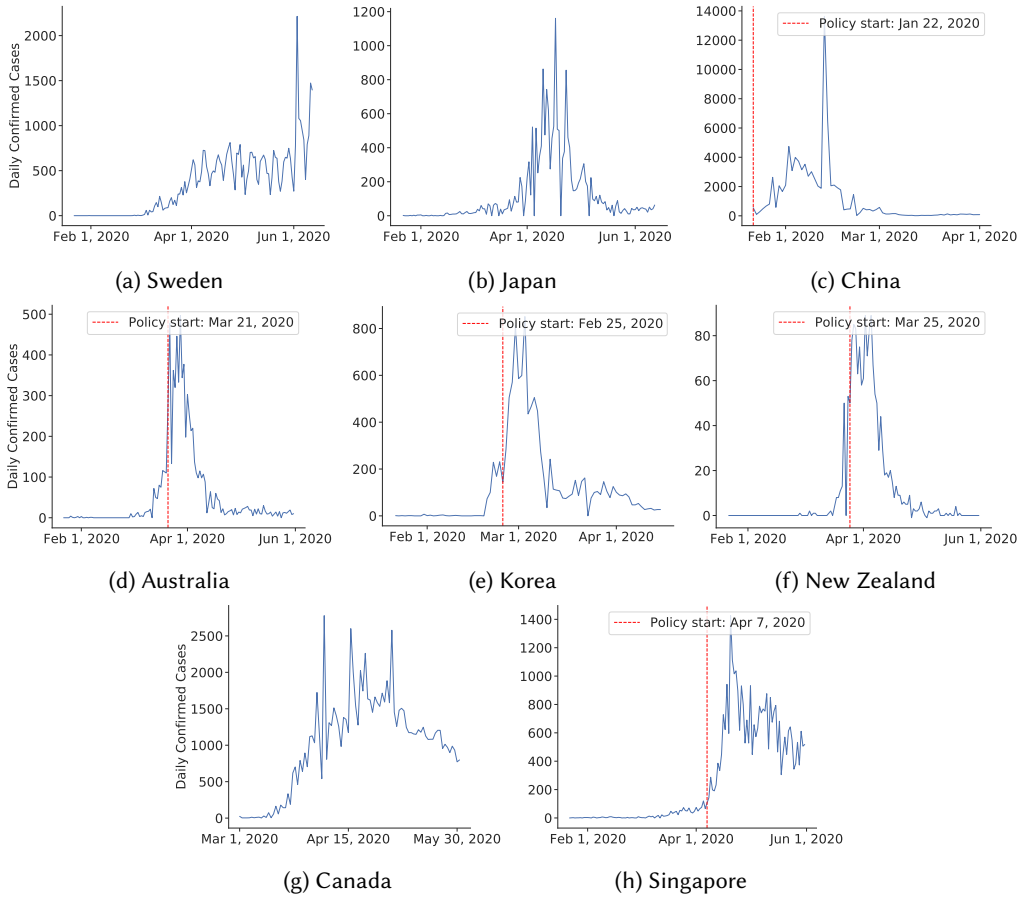 Daily Confirmed Cases
2000
1500
1000
500
0
Feb 1, 2020 Apr 1, 2020 Jun 1, 2020
(a) Sweden
1200
1000
800
600
400
200
0
Feb 1, 2020 Apr 1, 2020 Jun 1, 2020
(b) Japan
Policy start: Jan 22, 2020
14000
12000
10000
8000
6000
4000
2000
0
Feb 1, 2020 Mar 1, 2020 Apr 1, 2020
(c) China
Daily Confirmed Cases
Policy start: Mar 21, 2020
500
400
300
200
100
0
Feb 1, 2020 Apr 1, 2020 Jun 1, 2020
(d) Australia
Policy start: Feb 25, 2020
800
600
400
200
0
Feb 1, 2020 Mar 1, 2020 Apr 1, 2020
(e) Korea
Policy start: Mar 25, 2020
80
60
40
20
0
Feb 1, 2020 Apr 1, 2020 Jun 1, 2020
(f) New Zealand
Daily Confirmed Cases
2500
2000
1500
1000
500
0
Mar 1, 2020 Apr 15, 2020 May 30, 2020
(g) Canada
Policy start: Apr 7, 2020
1400
1200
1000
800
600
400
200
0
Feb 1, 2020 Apr 1, 2020 Jun 1, 2020
(h) Singapore